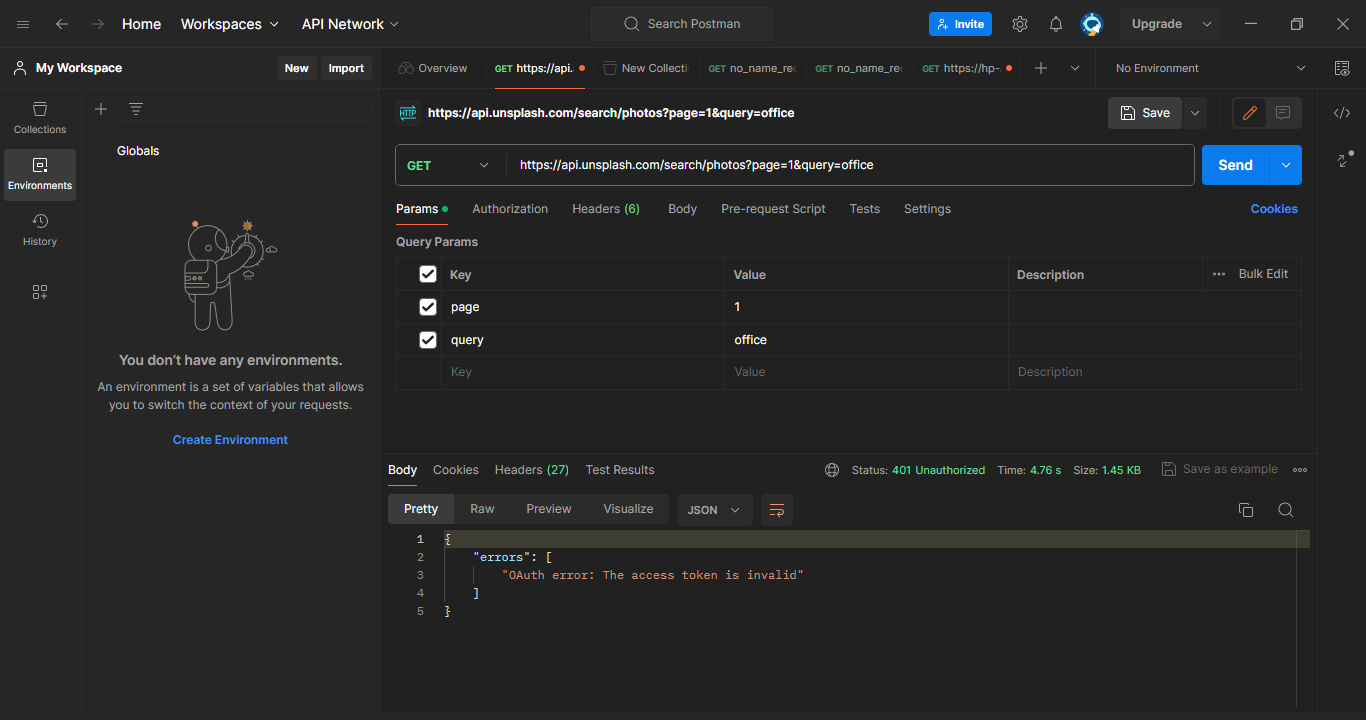 Home Workspaces API Network Search Postman Invite Upgrade
My Workspace New Import
Overview GET https://api. New Collecti GET no_name_re GET no_name_re GET https://hp- No Environment
Collections
Environments
History
Globals
You don't have any environments.
An environment is a set of variables that allows
you to switch the context of your requests.
Create Environment
HTTP https://api.unsplash.com/search/photos?page=1&query=office Save
GET https://api.unsplash.com/search/photos?page=1&query=office Send
Params Authorization Headers (6) Body Pre-request Script Tests Settings Cookies
Query Params
Key Value Description Bulk Edit
page 1
query office
Key Value Description
Body Cookies Headers (27) Test Results Status: 401 Unauthorized Time: 4.76 s Size: 1.45 KB Save as example
Pretty Raw Preview Visualize JSON
1 {
2 "errors": [
3 "OAuth error: The access token is invalid"
4 ]
5 }